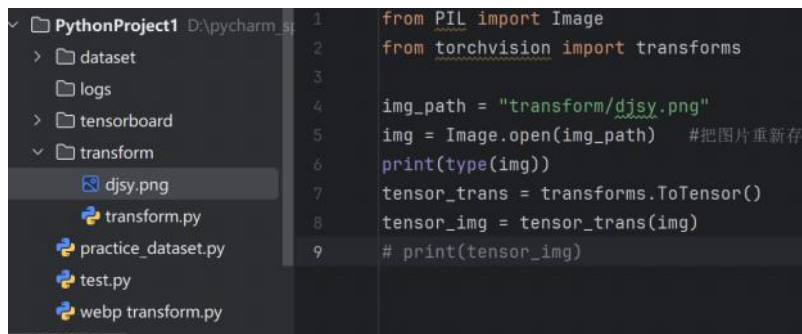 PythonProject1 D:\pycharm_s
dataset
logs
tensorboard
transform
djsy.png
transform.py
practice_dataset.py
test.py
webp transform.py
1 from PIL import Image
2 from torchvision import transforms
3
4 img_path = "transform/djsy.png"
5 img = Image.open(img_path) #把图片重新存
6 print(type(img))
7 tensor_trans = transforms.ToTensor()
8 tensor_img = tensor_trans(img)
9 # print(tensor_img)